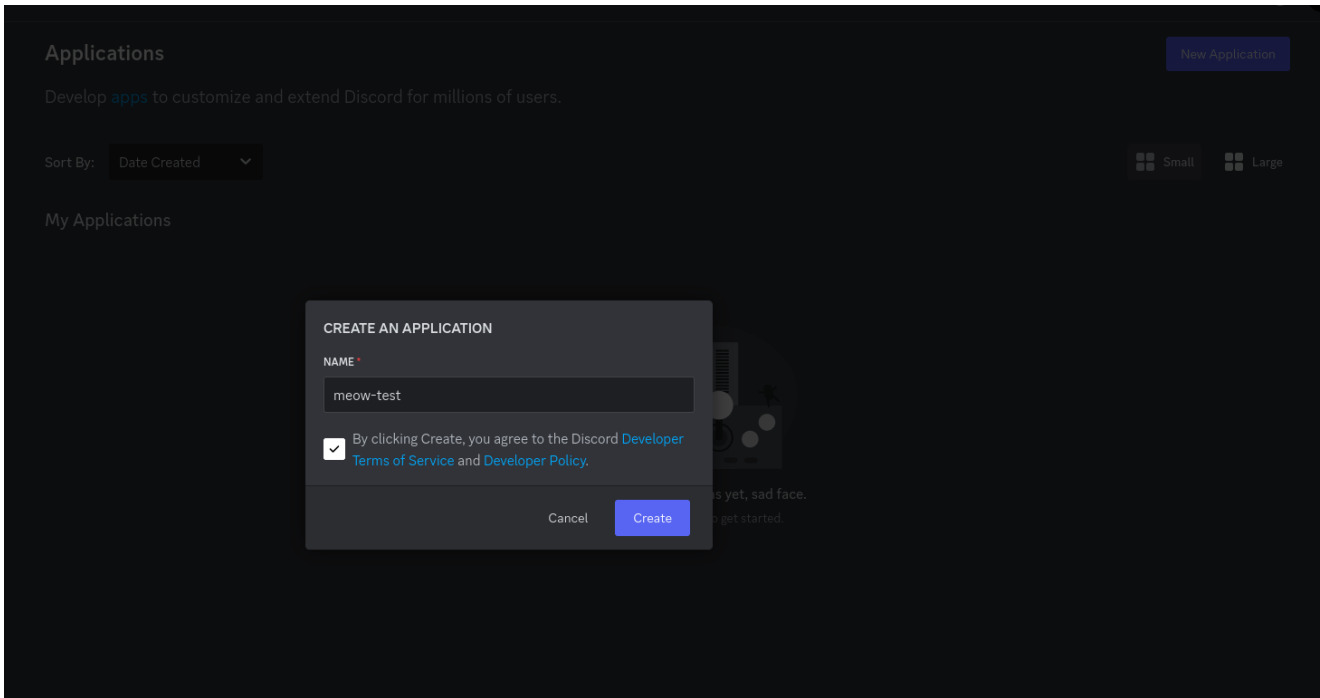 Applications
New Application
Develop apps to customize and extend Discord for millions of users.
Sort By:
Date Created
Small
Large
My Applications
CREATE AN APPLICATION
NAME *
meow-test
By clicking Create, you agree to the Discord Developer
Terms of Service and Developer Policy.
yet, sad face.
Cancel
Create
get started.